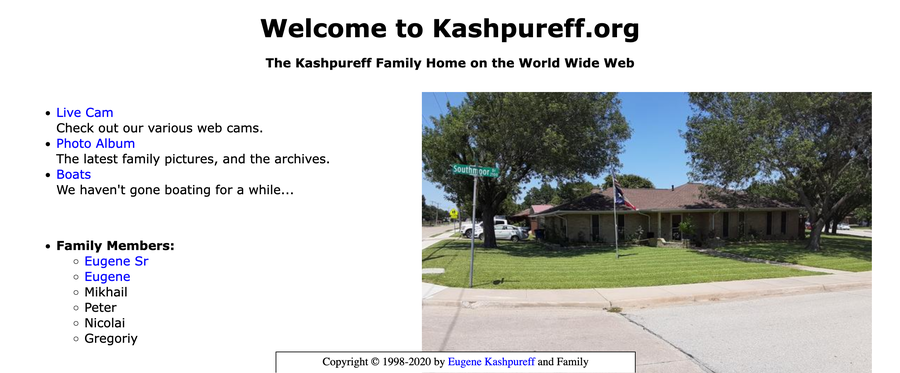 Welcome to Kashpureff.org
The Kashpureff Family Home on the World Wide Web
Live Cam
Check out our various web cams.
Photo Album
The latest family pictures, and the archives.
Boats
We haven't gone boating for a while...
Family Members:
Eugene Sr
Eugene
Mikhail
Peter
Nicolai
Gregoriy
Southmoor
Copyright © 1998-2020 by Eugene Kashpureff and Family